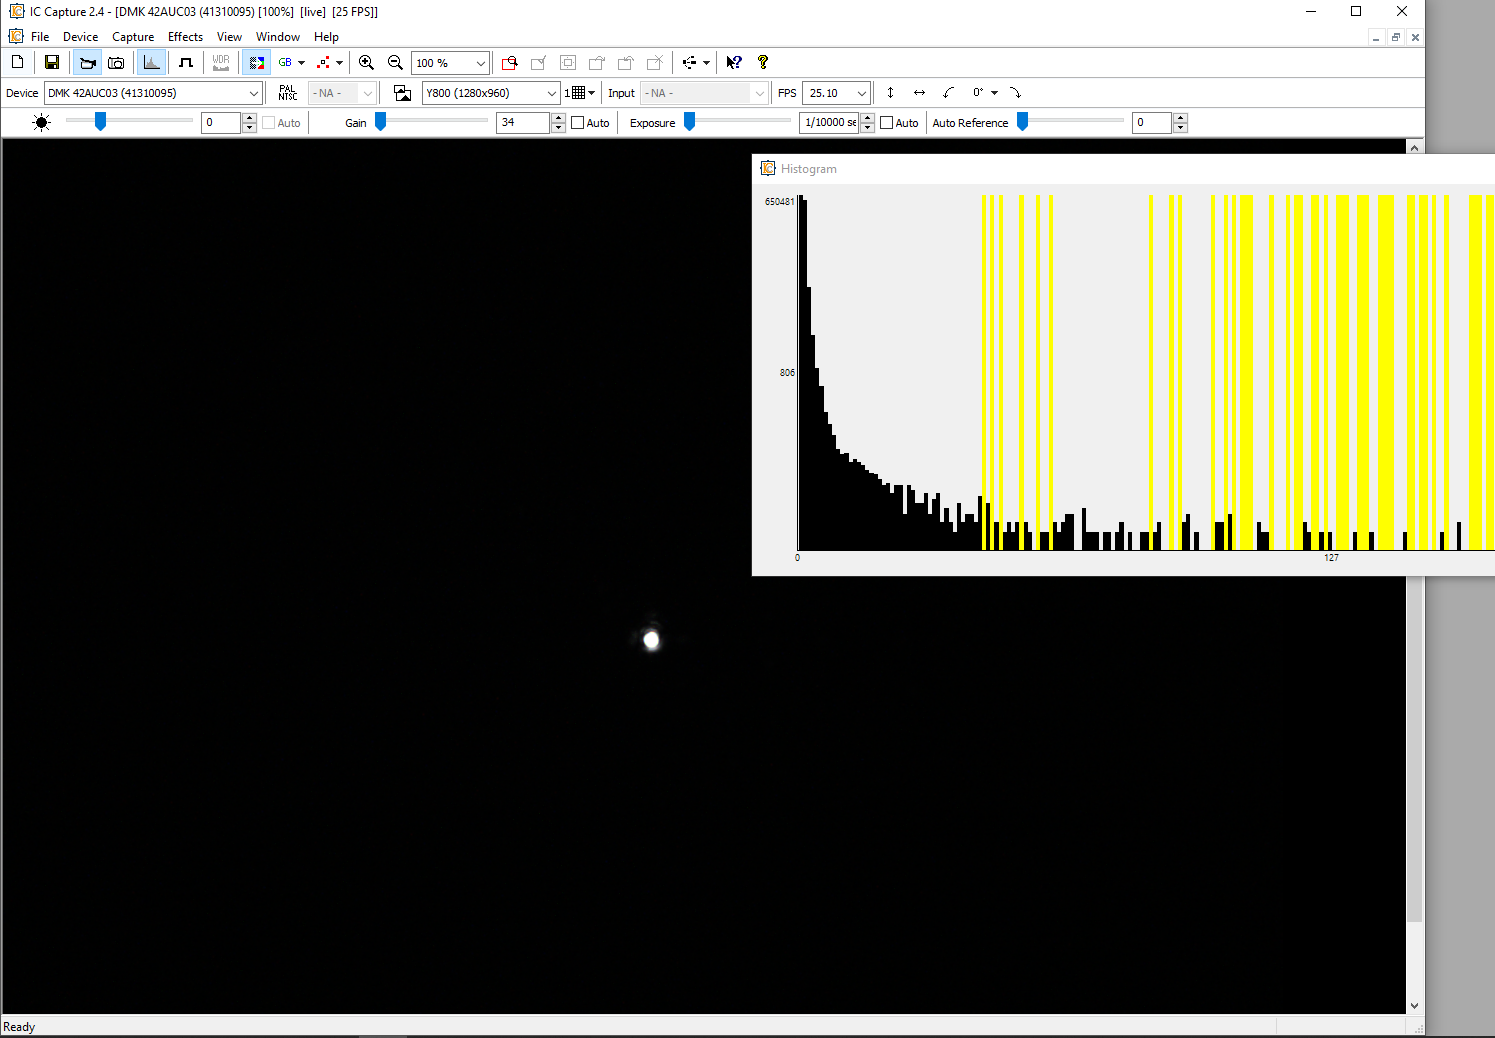 IC Capture 2.4 - [DMK 42AUC03 (41310095) [100%] [live] [25 FPS]]
File Device Capture Effects View Window Help
WDR GB 100 %
Device DMK 42AUC03 (41310095) PAL NTSC - NA - Y800 (1280x960) 1 Input - NA - FPS 25.10 0°
0 Auto Gain 34 Auto Exposure 1/10000 se Auto Auto Reference 0
IC Histogram
650481
806
0 127
Ready